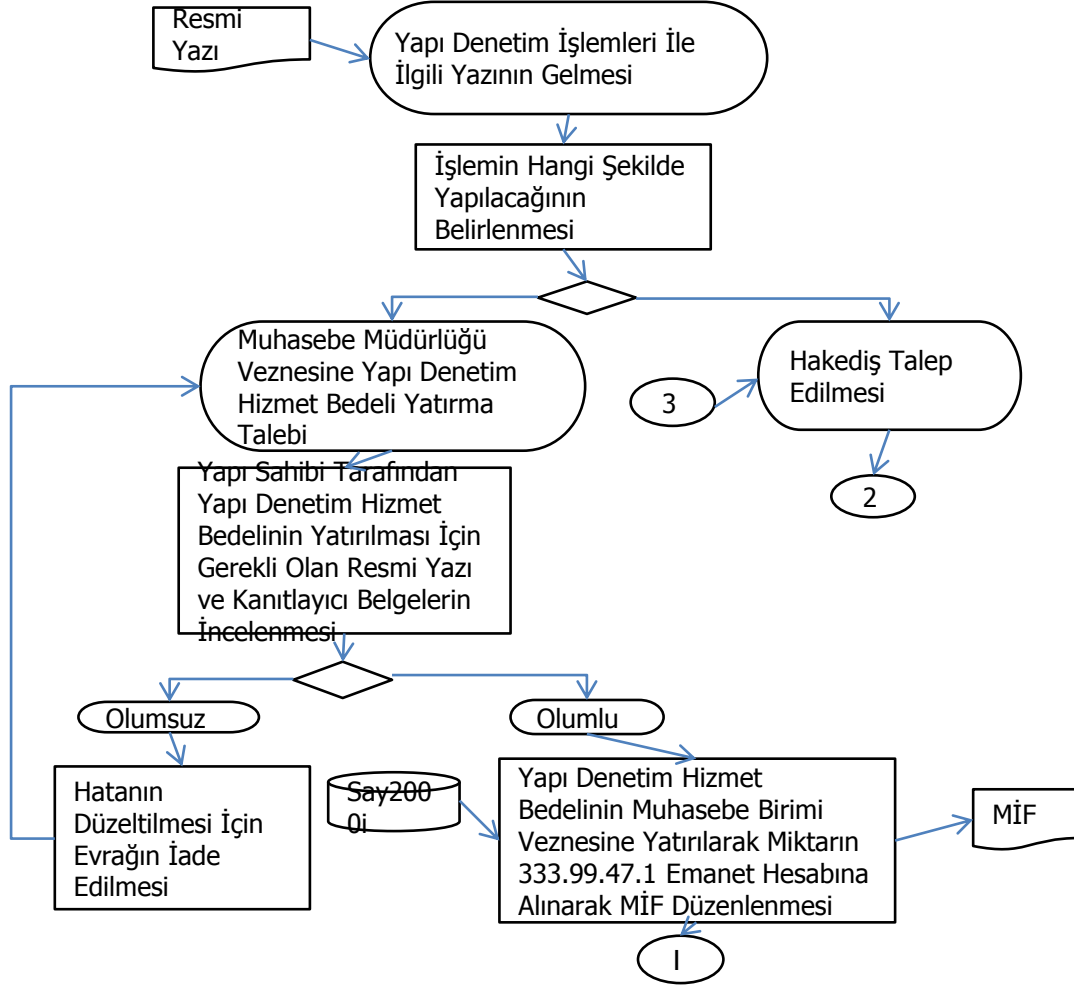 Resmi
Yazı
Yapı Denetim İşlemleri İle
İlgili Yazının Gelmesi
İşlemin Hangi Şekilde
Yapılacağının
Belirlenmesi
Muhasebe Müdürlüğü
Veznesine Yapı Denetim
Hizmet Bedeli Yatırma
Talebi
Hakediş Talep
Edilmesi
3
2
Yapı Sahibi Tarafından
Yapı Denetim Hizmet
Bedelinin Yatırılması İçin
Gerekli Olan Resmi Yazı
ve Kanıtlayıcı Belgelerin
İncelenmesi
Olumsuz
Olumlu
Hatanın
Düzeltilmesi İçin
Evrağın İade
Edilmesi
Say200
0i
Yapı Denetim Hizmet
Bedelinin Muhasebe Birimi
Veznesine Yatırılarak Miktarın
333.99.47.1 Emanet Hesabına
Alınarak MİF Düzenlenmesi
MİF
I